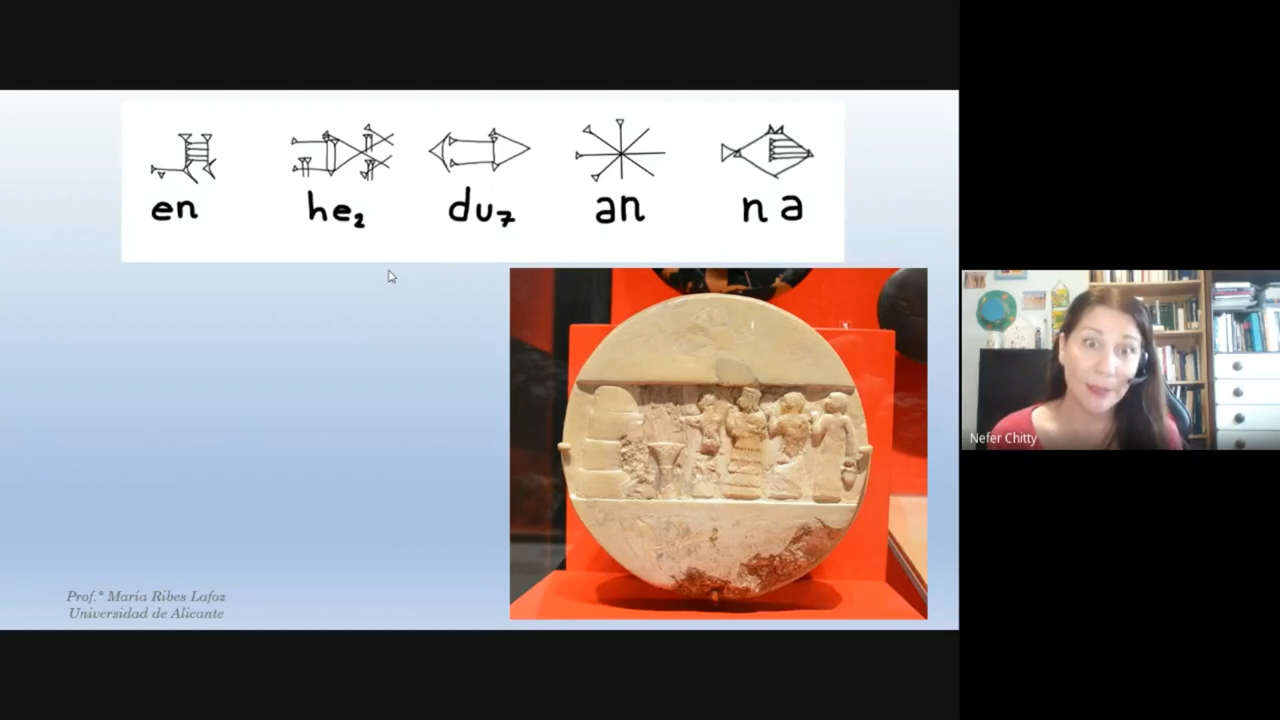 en he₂ du₇ an na
Prof.ª María Ribes Lafoz
Universidad de Alicante
Nefer Chitty